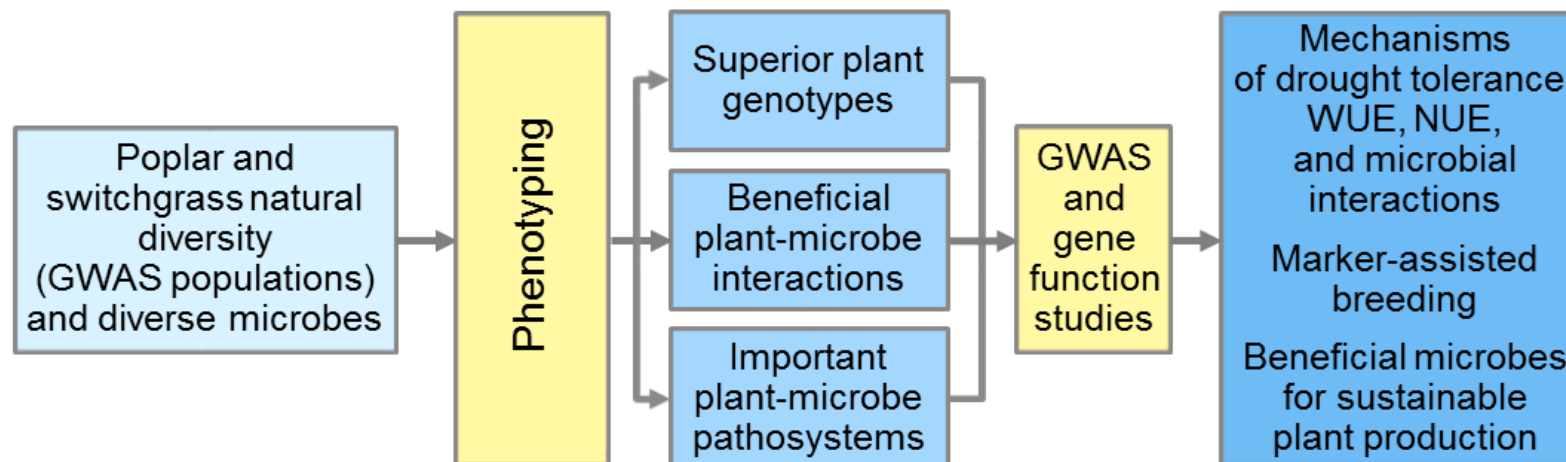 Poplar and
switchgrass natural
diversity
(GWAS populations)
and diverse microbes
Phenotyping
Superior plant
genotypes
Beneficial
plant-microbe
interactions
Important
plant-microbe
pathosystems
GWAS
and
gene
function
studies
Mechanisms
of drought tolerance
WUE, NUE,
and microbial
interactions
Marker-assisted
breeding
Beneficial microbes
for sustainable
plant production